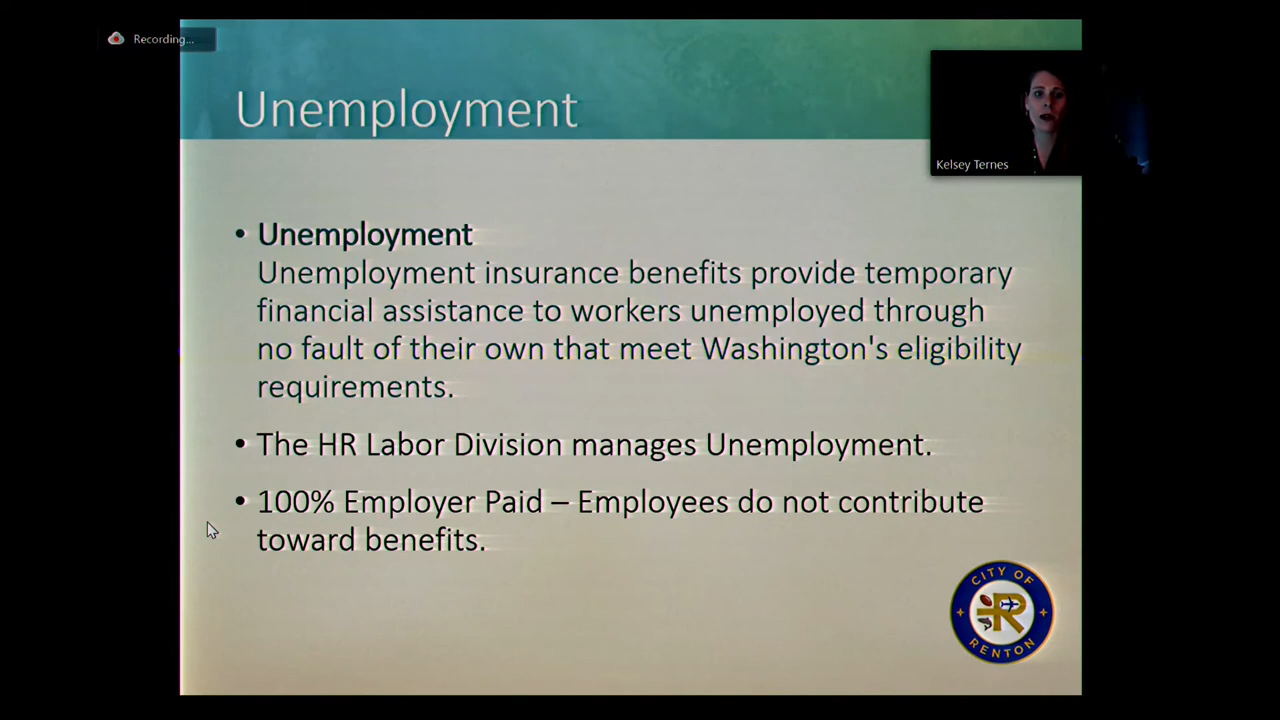 Recording...
Unemployment
Kelsey Ternes
• Unemployment
Unemployment insurance benefits provide temporary
financial assistance to workers unemployed through
no fault of their own that meet Washington's eligibility
requirements.
• The HR Labor Division manages Unemployment.
• 100% Employer Paid – Employees do not contribute
toward benefits.
CITY OF
R
RENTON